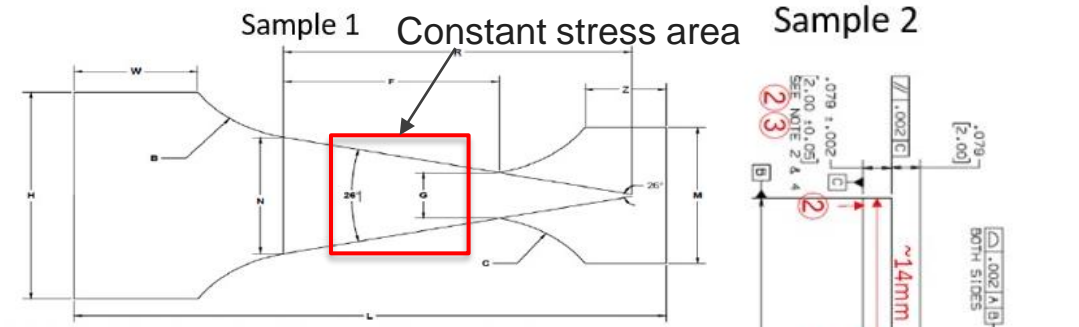 Sample 1
Constant stress area
Sample 2
R
W
F
Z
B
H
N
26°
G
26°
M
C
L
.079 ±.002
[2.00 ±0.05]
SEE NOTE 2 & 4
2 3
// .002 C
.079
[2.00]
B
C
2
~14mm
⌓ .002 A B
BOTH SIDES